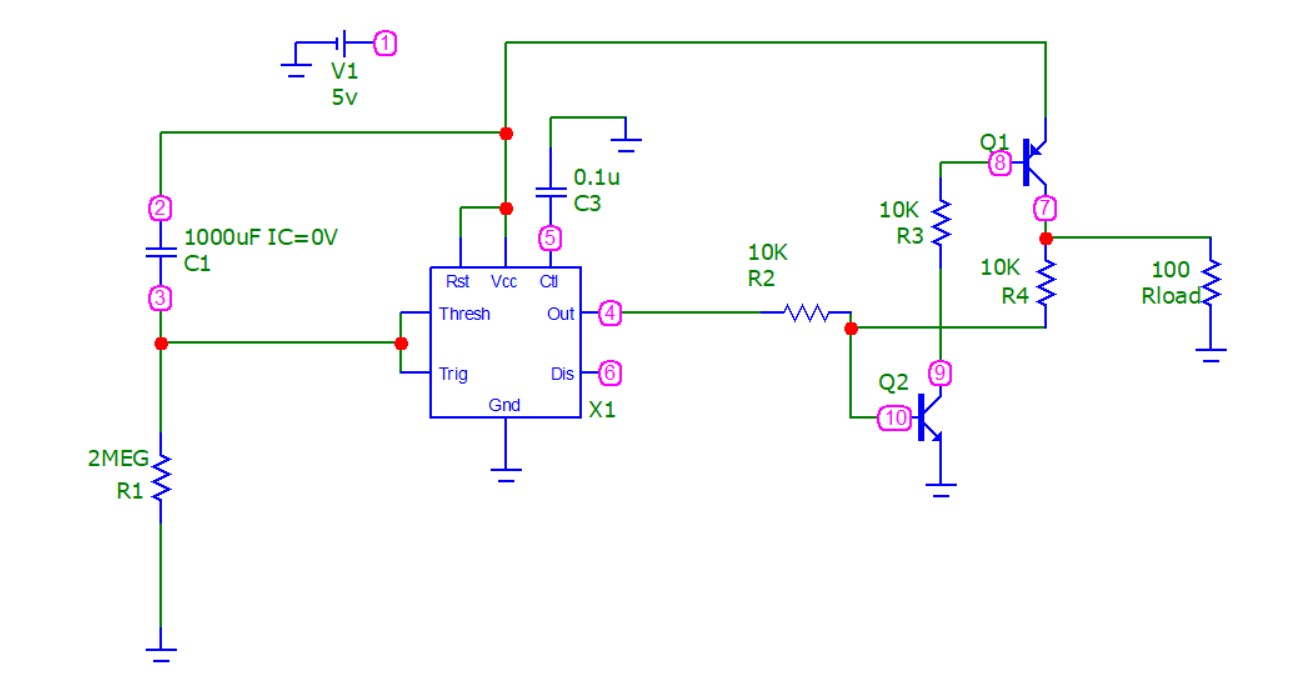 1
V1
5v
Q1
8
0.1u
C3
2
7
10K
R3
1000uF IC=0V
C1
5
10K
R2
10K
R4
100
Rload
Rst
Vcc
Ctl
3
Thresh
Out
4
Trig
Dis
6
9
Q2
Gnd
X1
10
2MEG
R1